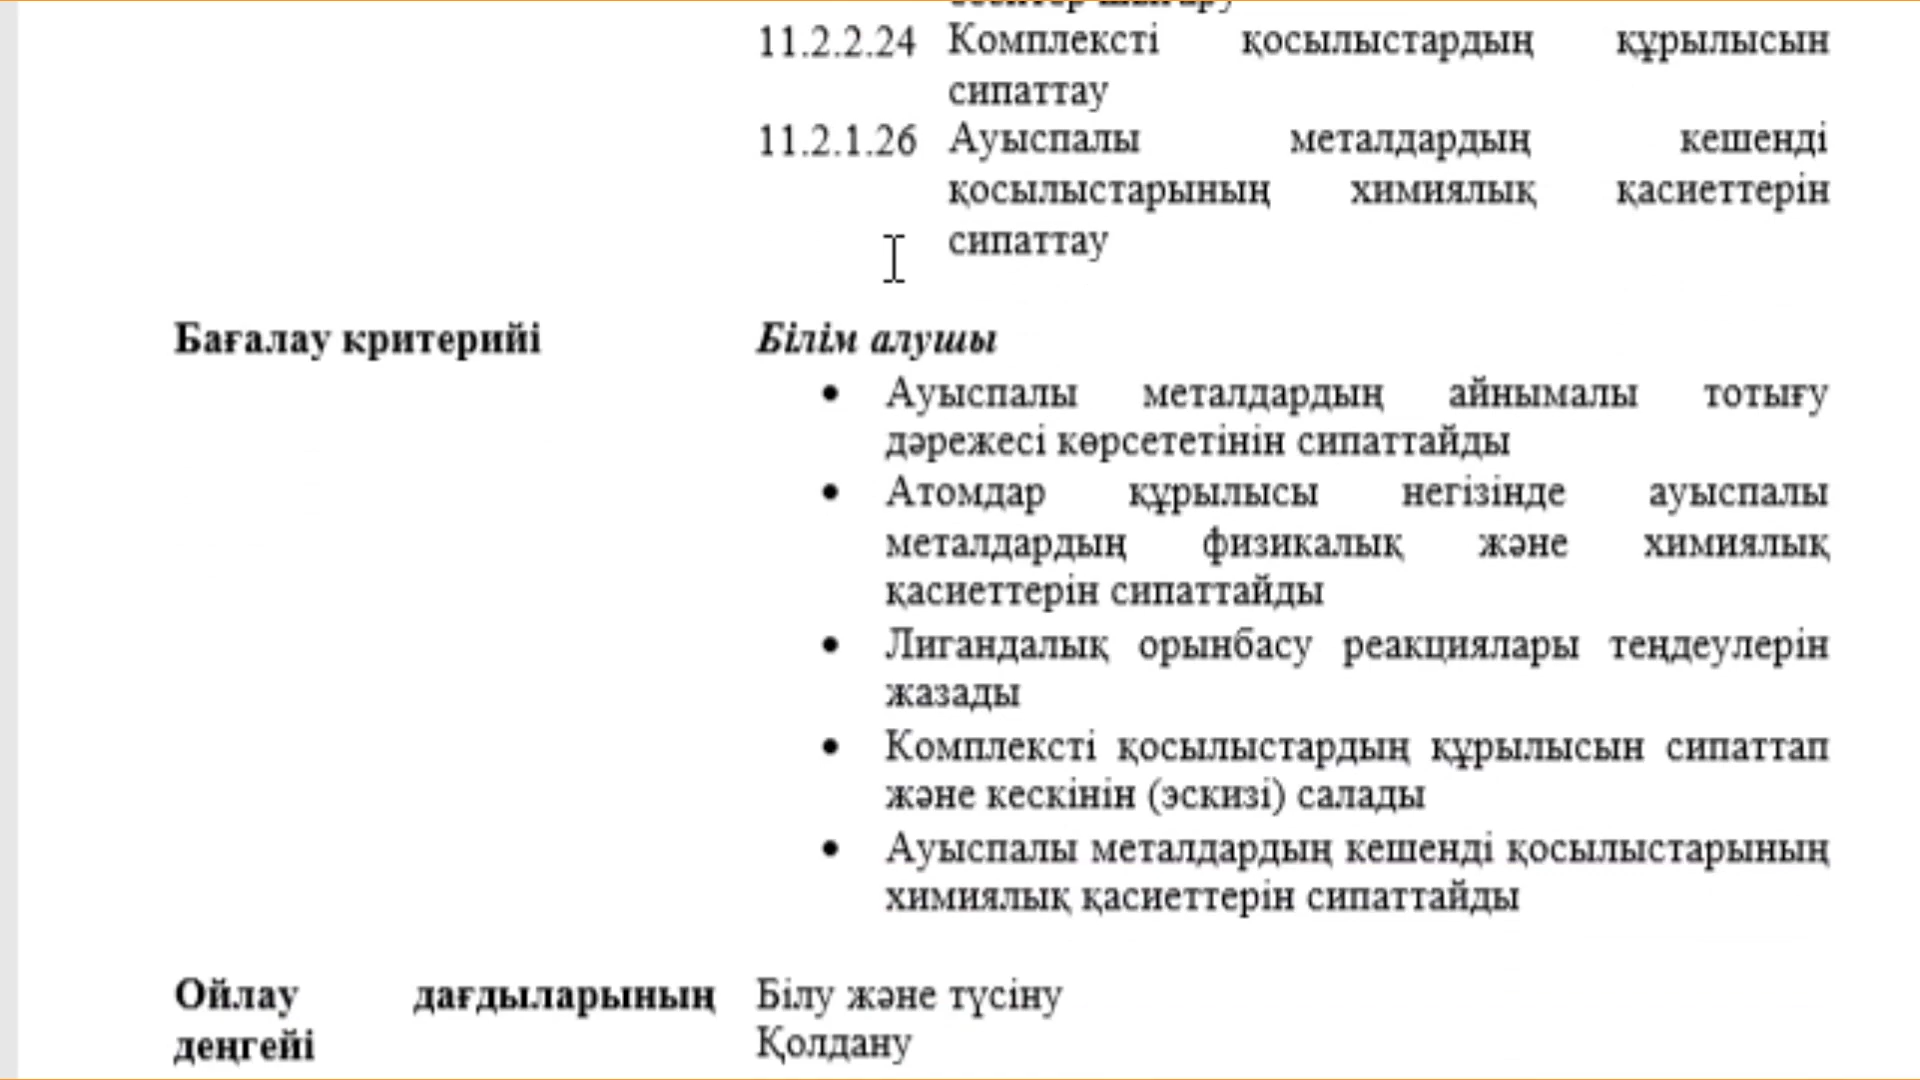 11.2.2.24 Комплексті қосылыстардың құрылысын
сипаттау
11.2.1.26 Ауыспалы металдардың кешенді
қосылыстарының химиялық қасиеттерін
сипаттау
Бағалау критерийі Білім алушы
• Ауыспалы металдардың айнымалы тотығу
дәрежесі көрсететінін сипаттайды
• Атомдар құрылысы негізінде ауыспалы
металдардың физикалық және химиялық
қасиеттерін сипаттайды
• Лигандалық орынбасу реакциялары теңдеулерін
жазады
• Комплексті қосылыстардың құрылысын сипаттап
және кескінін (эскизі) салады
• Ауыспалы металдардың кешенді қосылыстарының
химиялық қасиеттерін сипаттайды
Ойлау дағдыларының Білу және түсіну
деңгейі Қолдану